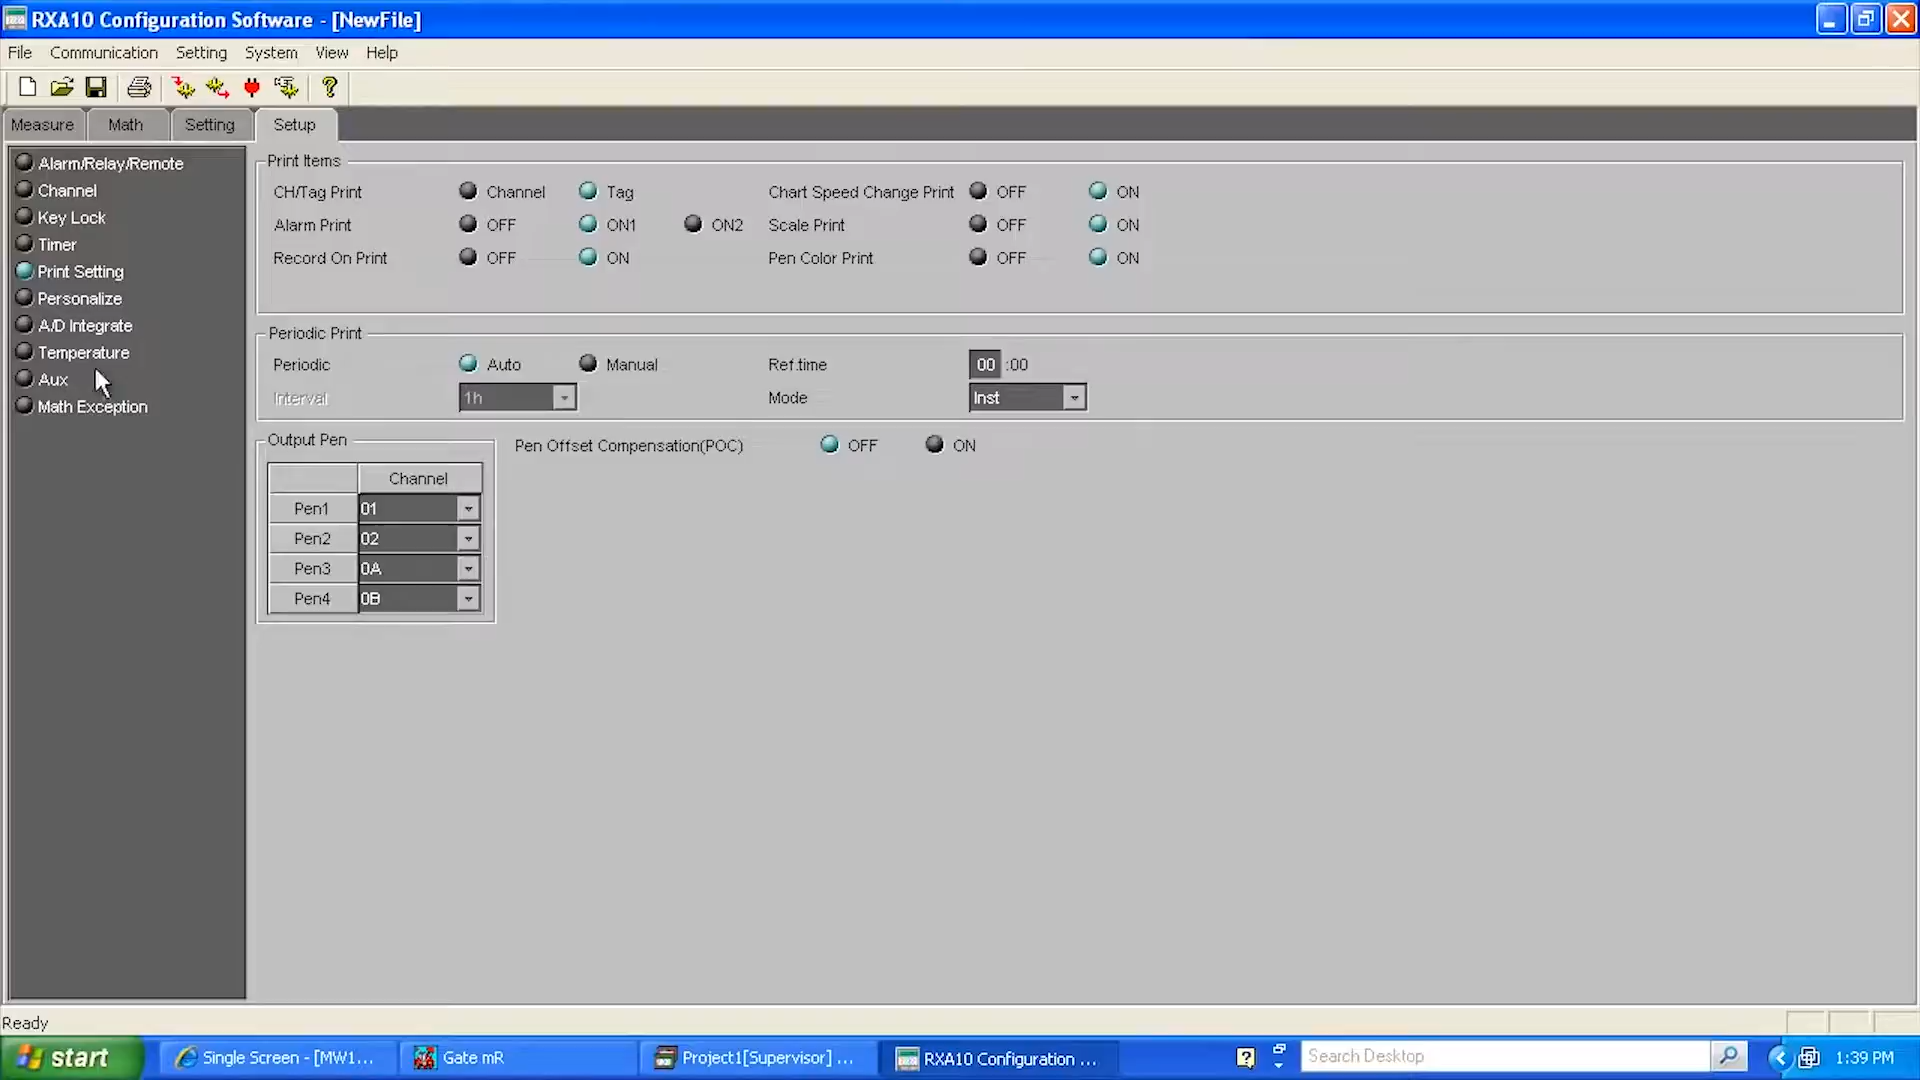 RXA10 Configuration Software - [NewFile]
File Communication Setting System View Help
Measure Math Setting Setup
Alarm/Relay/Remote
Channel
Key Lock
Timer
Print Setting
Personalize
A/D Integrate
Temperature
Aux
Math Exception
Print Items
CH/Tag Print Channel Tag Chart Speed Change Print OFF ON
Alarm Print OFF ON1 ON2 Scale Print OFF ON
Record On Print OFF ON Pen Color Print OFF ON
Periodic Print
Periodic Auto Manual Ref.time 00 :00
Interval 1h Mode Inst
Output Pen Pen Offset Compensation(POC) OFF ON
Channel
Pen1 01
Pen2 02
Pen3 0A
Pen4 0B
Ready
start Single Screen - [MW1... Gate mR Project1[Supervisor] ... RXA10 Configuration ... Search Desktop 1:39 PM